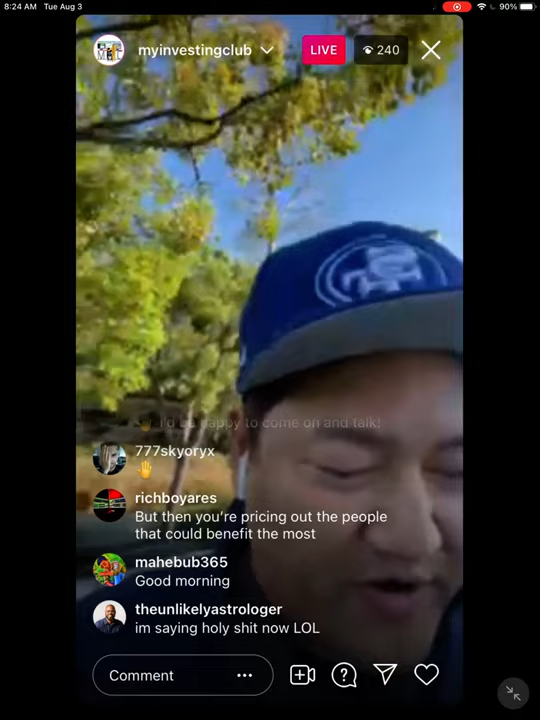 8:24 AM Tue Aug 3
90%
myinvestingclub
LIVE
240
I'd be happy to come on and talk!
777skyoryx
richboyares
But then you're pricing out the people
that could benefit the most
mahebub365
Good morning
theunlikelyastrologer
im saying holy shit now LOL
Comment